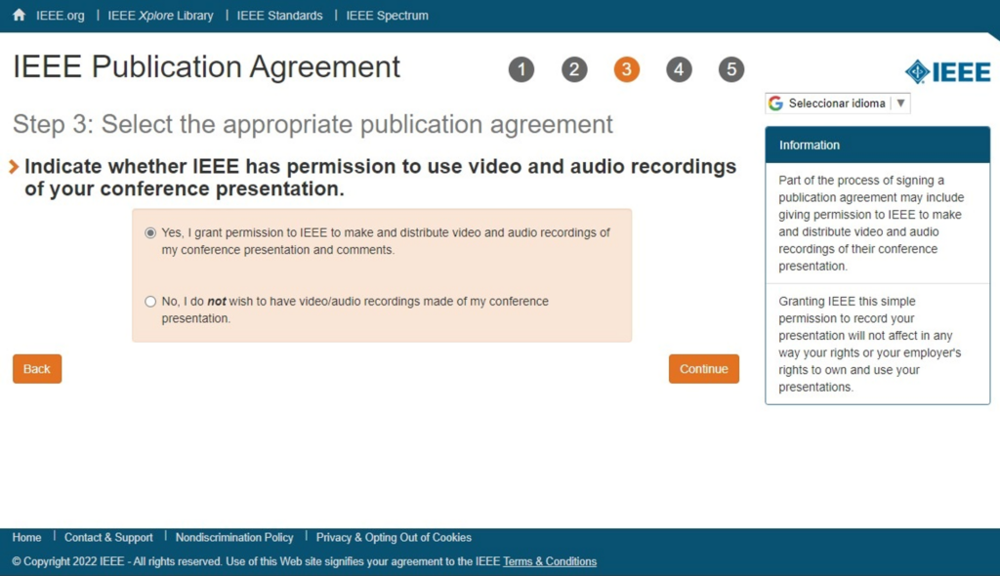 IEEE.org | IEEE Xplore Library | IEEE Standards | IEEE Spectrum
IEEE Publication Agreement
1 2 3 4 5
IEEE
Seleccionar idioma ▼
Step 3: Select the appropriate publication agreement
Indicate whether IEEE has permission to use video and audio recordings
of your conference presentation.
Yes, I grant permission to IEEE to make and distribute video and audio recordings of
my conference presentation and comments.
No, I do not wish to have video/audio recordings made of my conference
presentation.
Back
Continue
Information
Part of the process of signing a
publication agreement may include
giving permission to IEEE to make
and distribute video and audio
recordings of their conference
presentation.
Granting IEEE this simple
permission to record your
presentation will not affect in any
way your rights or your employer's
rights to own and use your
presentations.
Home | Contact & Support | Nondiscrimination Policy | Privacy & Opting Out of Cookies
© Copyright 2022 IEEE - All rights reserved. Use of this Web site signifies your agreement to the IEEE Terms & Conditions